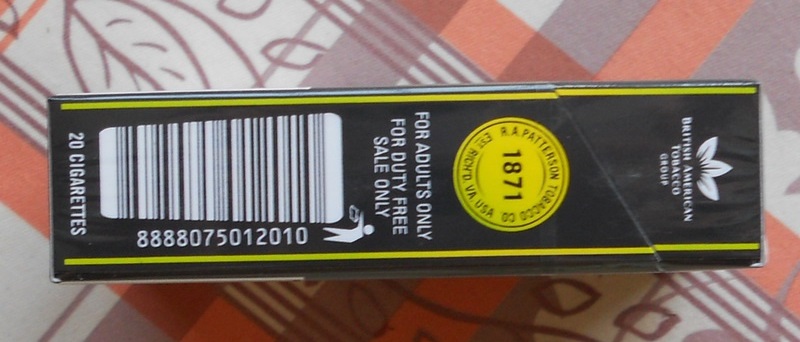 BRITISH AMERICAN
TOBACCO
GROUP
R.A.PATTERSON TOBACCO CO
EST. RICH'D. VA. USA
1871
FOR ADULTS ONLY
FOR DUTY FREE
SALE ONLY
8888075012010
20 CIGARETTES